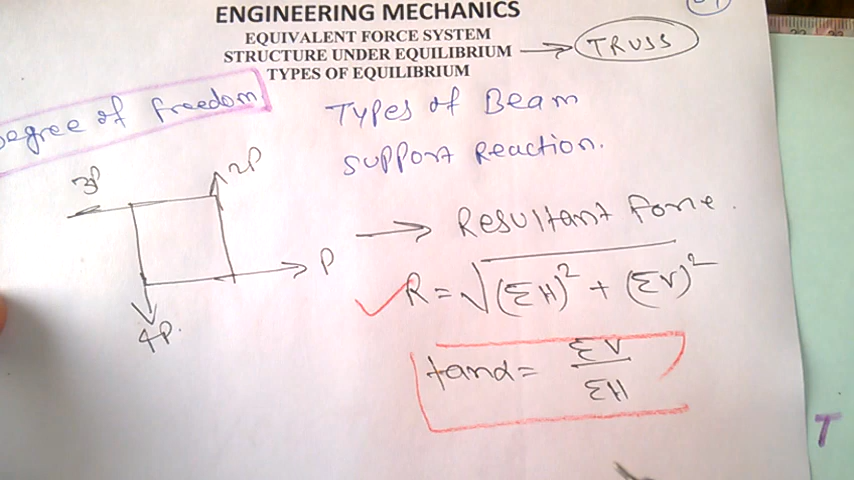 ENGINEERING MECHANICS
EQUIVALENT FORCE SYSTEM
STRUCTURE UNDER EQUILIBRIUM → TRUSS
TYPES OF EQUILIBRIUM
Degree of freedom.
Types of Beam
support Reaction.
3P
2P
P
4P.
→ Resultant Force.
R = √(ΣH)² + (ΣV)²
tanα = ΣV / ΣH
T